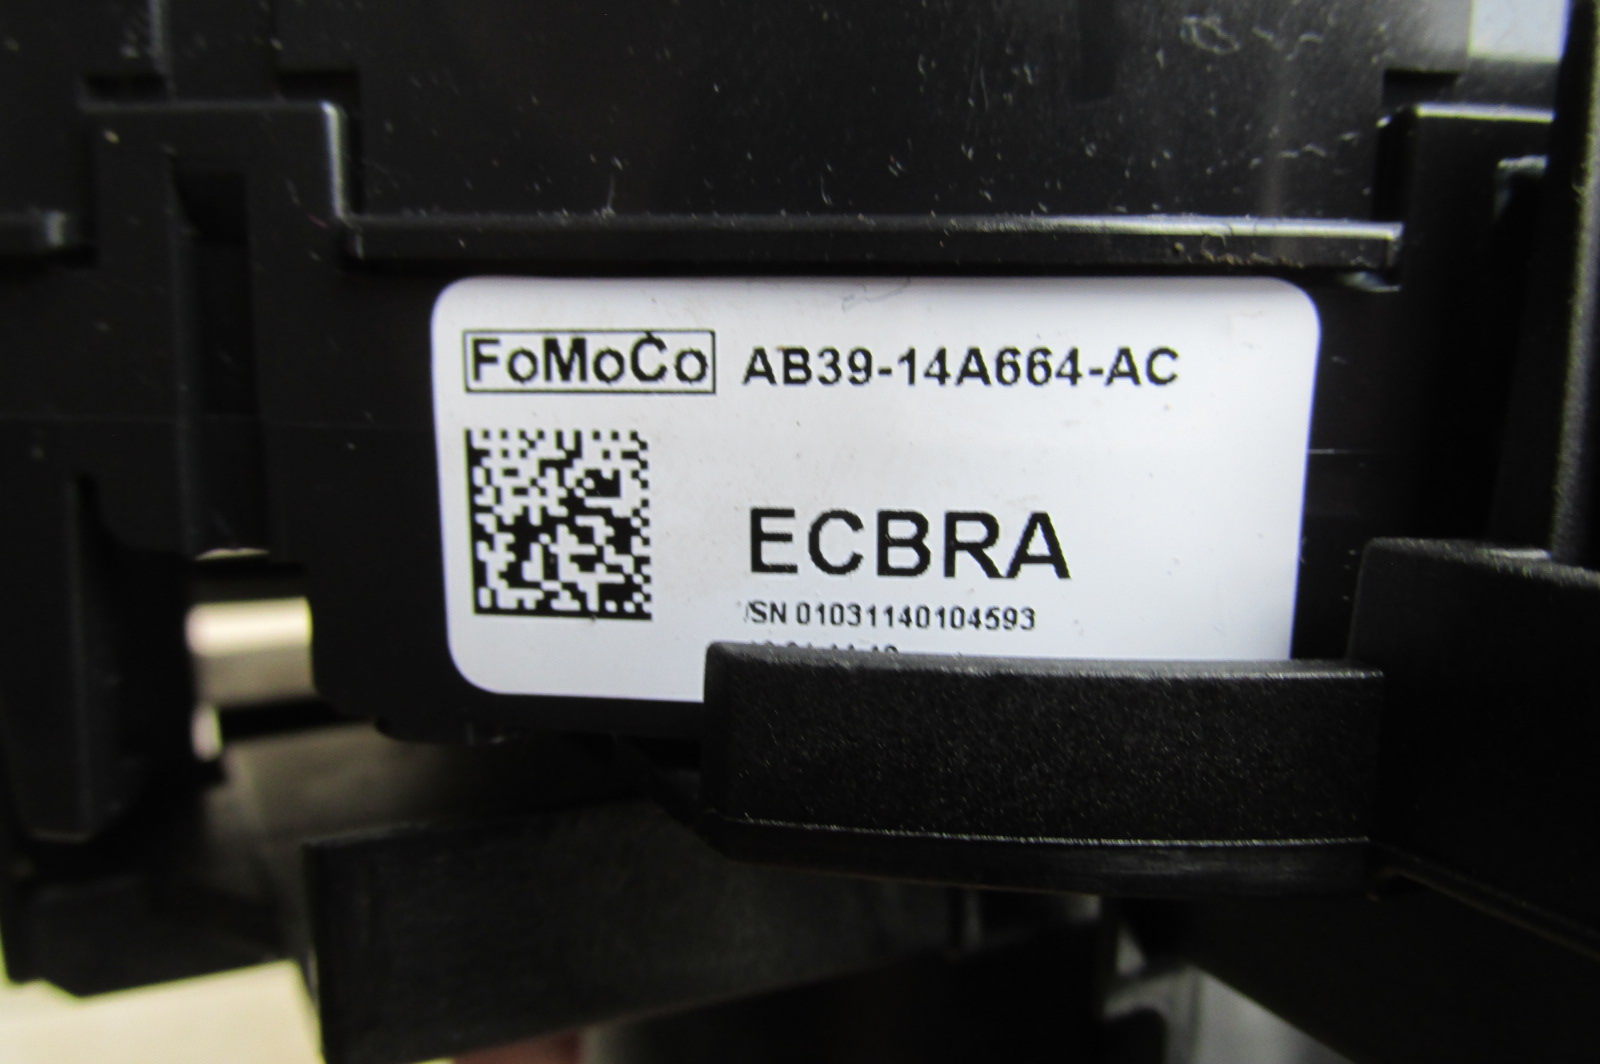 FoMoCo AB39-14A664-AC
ECBRA
/SN 01031140104593